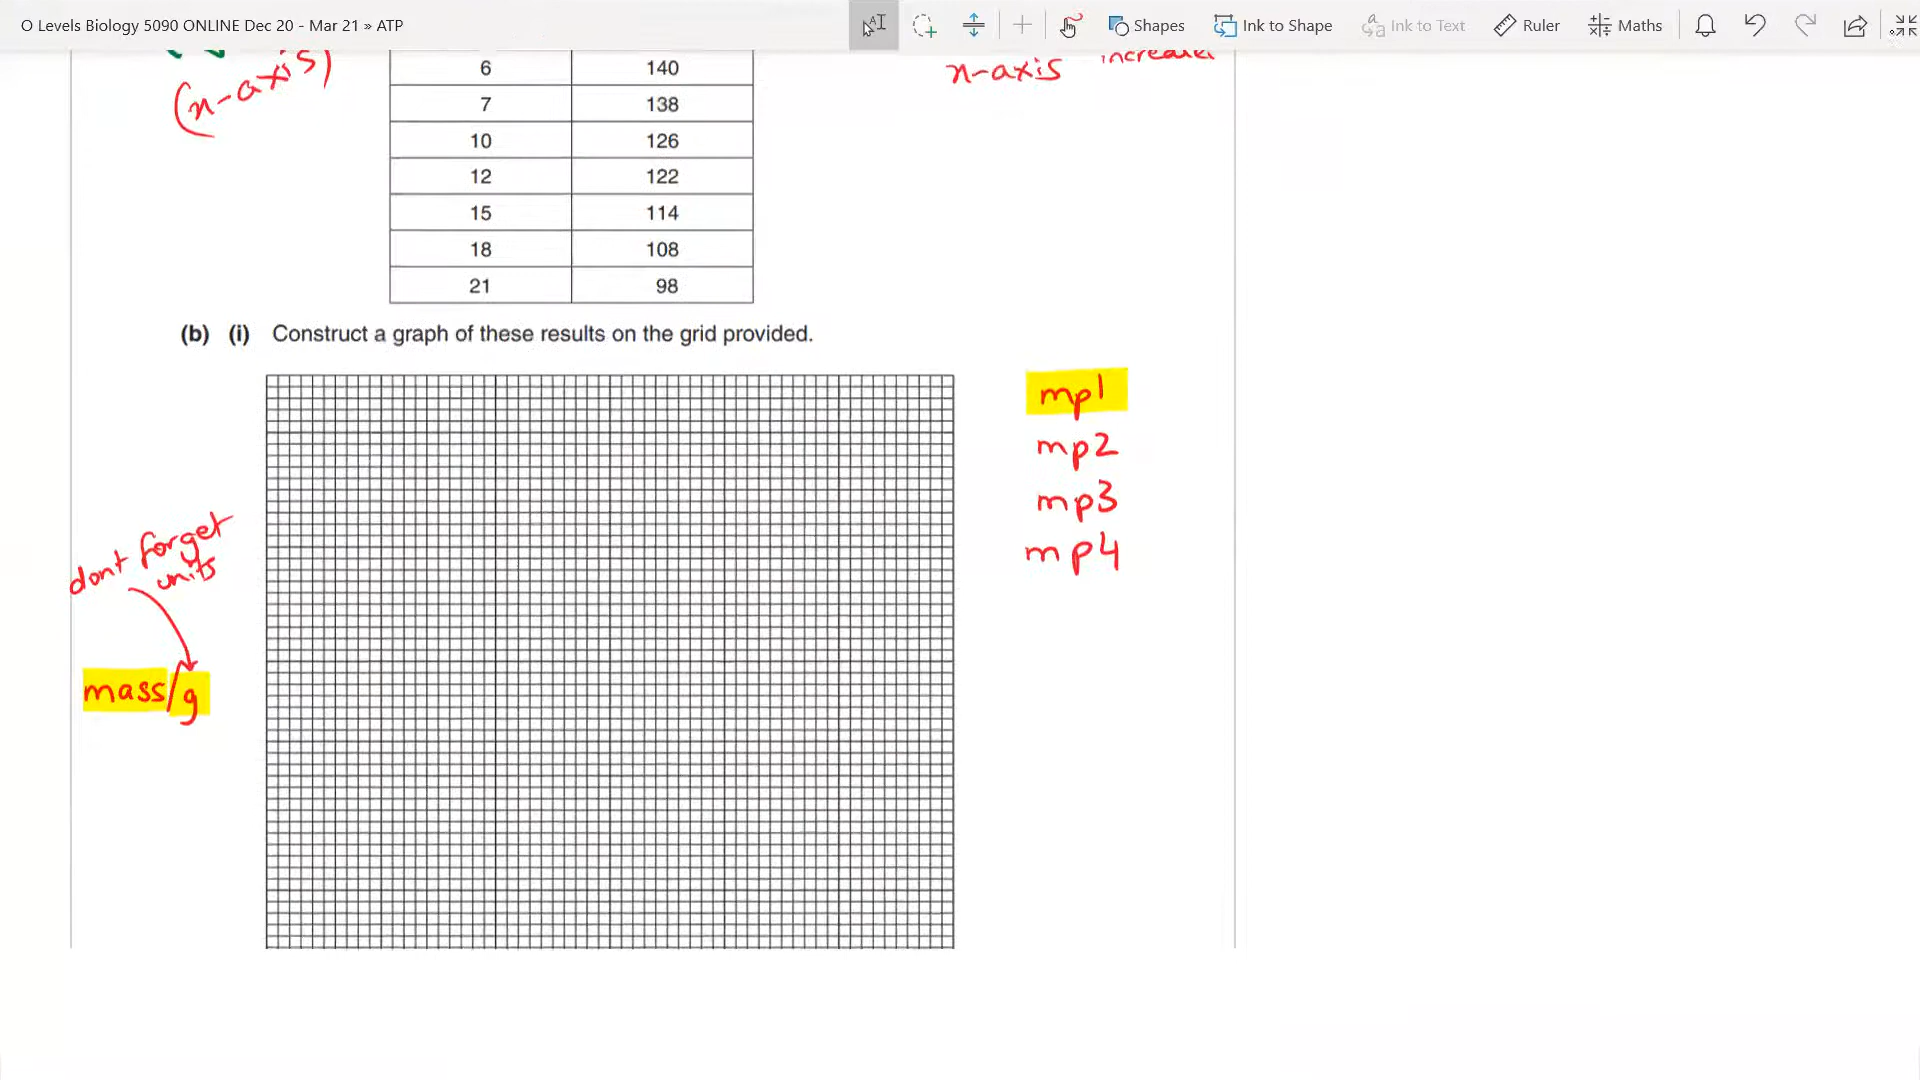 O Levels Biology 5090 ONLINE Dec 20 - Mar 21 » ATP
Shapes
Ink to Shape
Ink to Text
Ruler
Maths
(x-axis)
x-axis
increases
6 140
7 138
10 126
12 122
15 114
18 108
21 98
(b) (i) Construct a graph of these results on the grid provided.
mp1
mp2
mp3
mp4
dont forget
units
mass/g